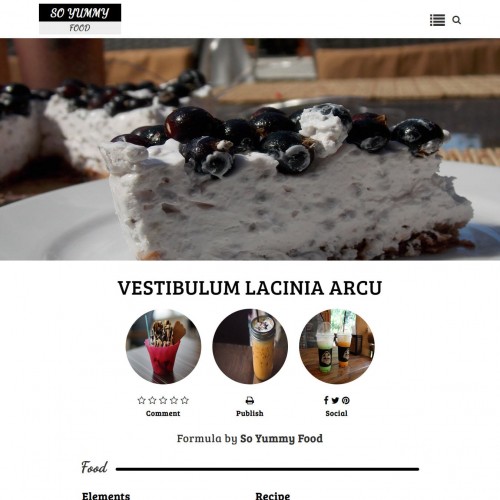 SO YUMMY
FOOD
VESTIBULUM LACINIA ARCU
Comment
Publish
Social
Formula by So Yummy Food
Food
Elements
Recipe